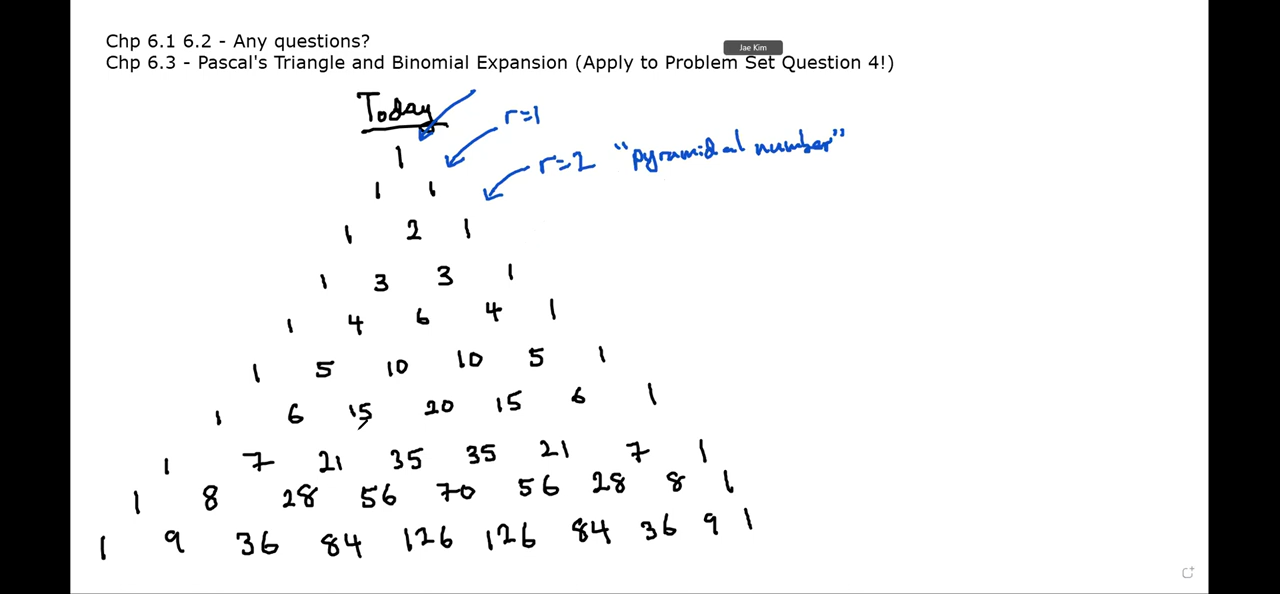 Chp 6.1 6.2 - Any questions?
Jae Kim
Chp 6.3 - Pascal's Triangle and Binomial Expansion (Apply to Problem Set Question 4!)
Today
r=1
r=2 "pyramidal number"
1
1 1
1 2 1
1 3 3 1
1 4 6 4 1
1 5 10 10 5 1
1 6 15 20 15 6 1
1 7 21 35 35 21 7 1
1 8 28 56 70 56 28 8 1
1 9 36 84 126 126 84 36 9 1